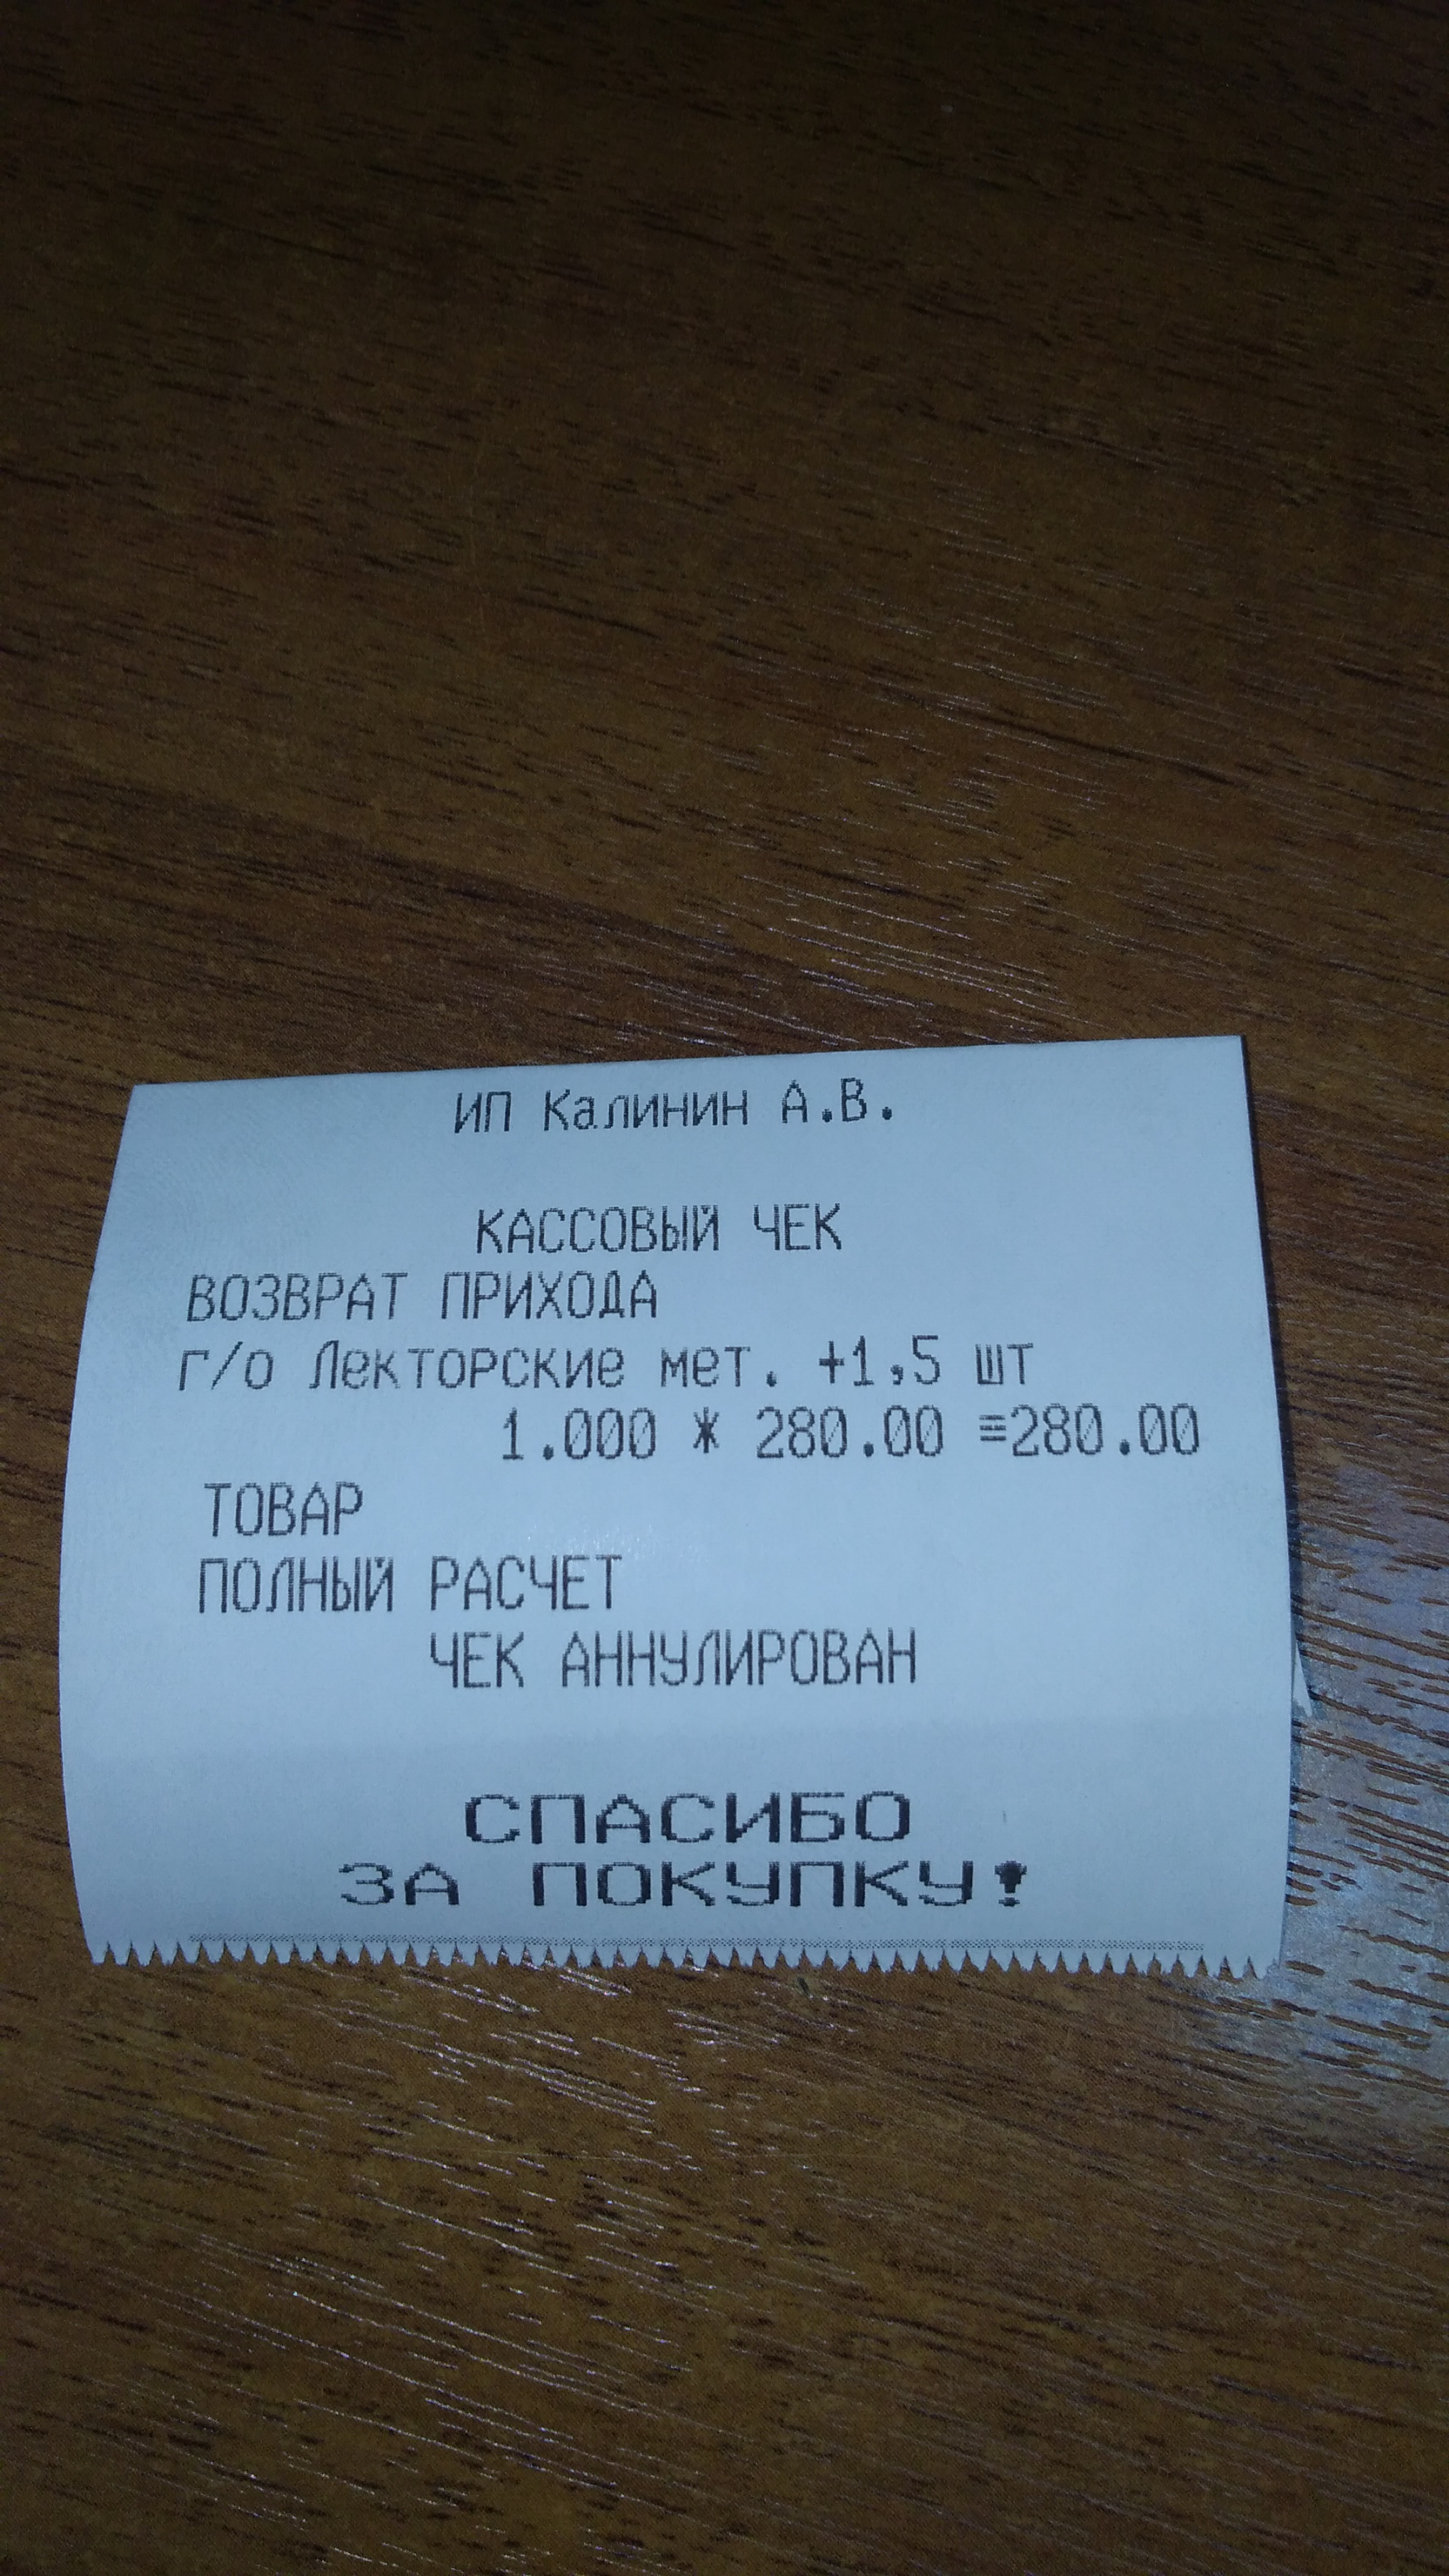 ИП Калинин А.В.
КАССОВЫЙ ЧЕК
ВОЗВРАТ ПРИХОДА
г/о Лекторские мет. +1,5 шт
1.000 * 280.00 ≡280.00
ТОВАР
ПОЛНЫЙ РАСЧЕТ
ЧЕК АННУЛИРОВАН
СПАСИБО
ЗА ПОКУПКУ!